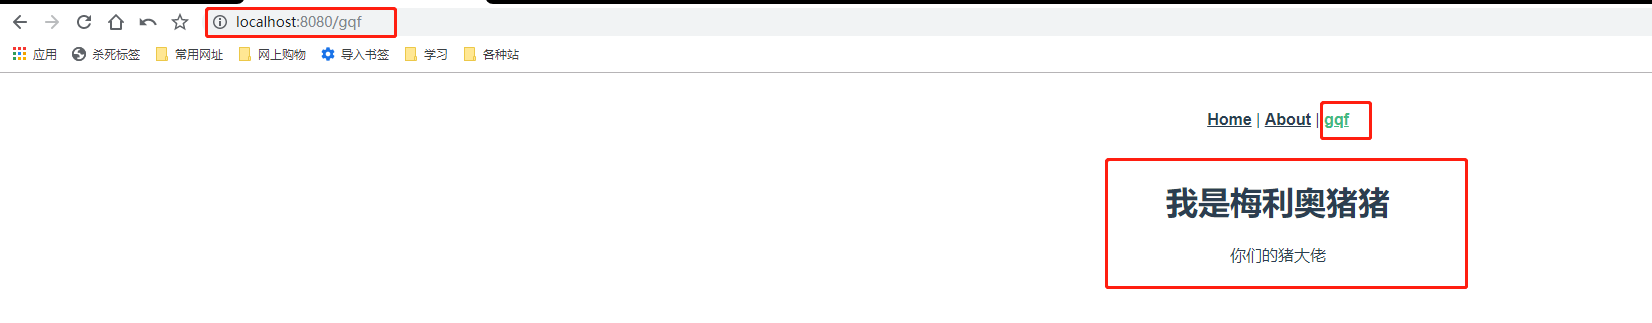 localhost:8080/gqf
应用 杀死标签 常用网址 网上购物 导入书签 学习 各种站
Home | About | gqf
我是梅利奥猪猪
你们的猪大佬